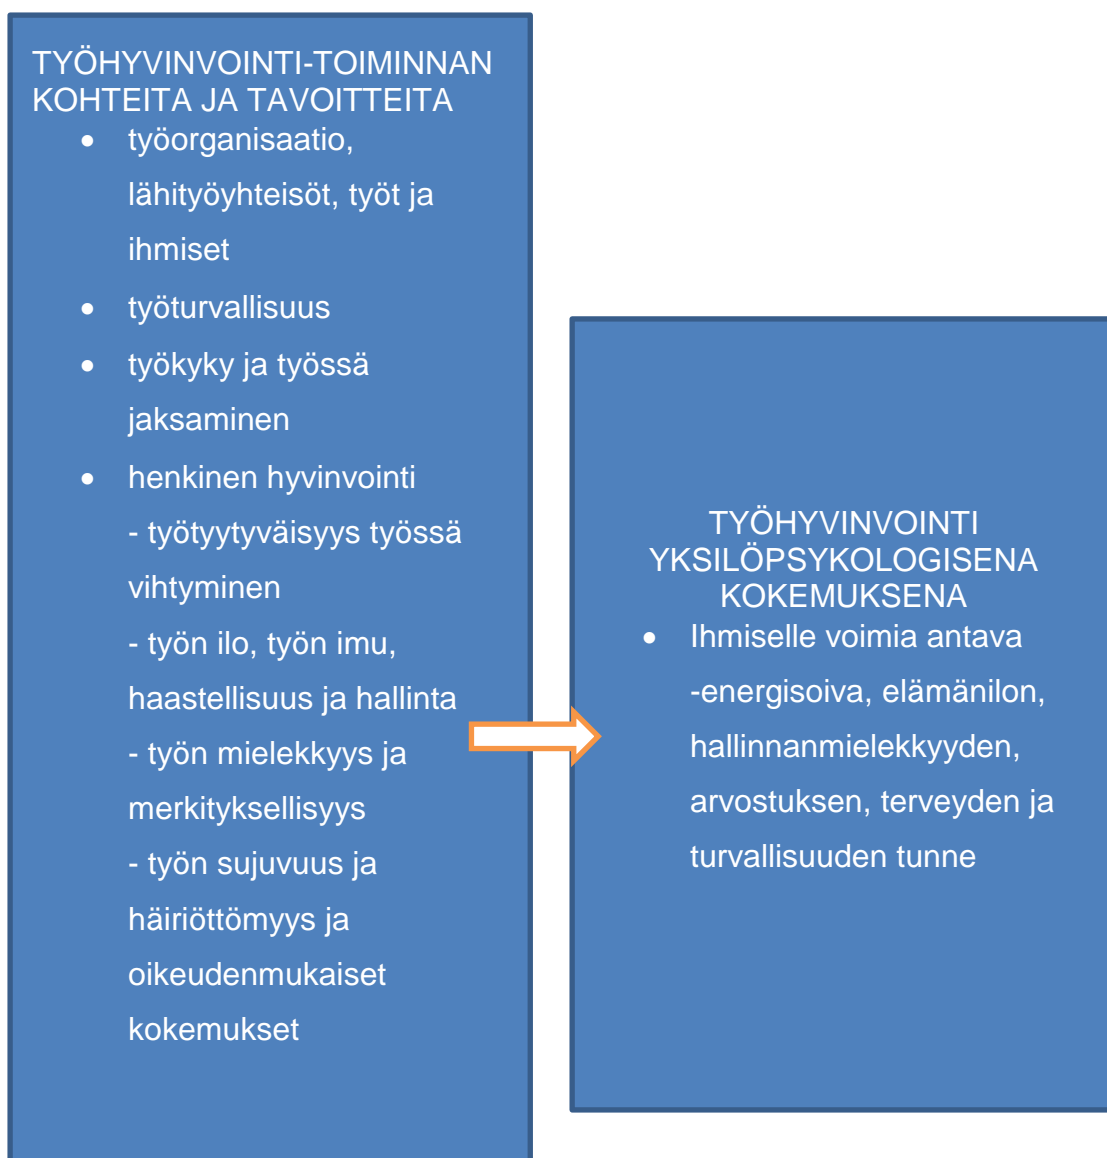 TYÖHYVINVOINTI-TOIMINNAN
KOHTEITA JA TAVOITTEITA
• työorganisaatio,
lähityöyhteisöt, työt ja
ihmiset
• työturvallisuus
• työkyky ja työssä
jaksaminen
• henkinen hyvinvointi
- työtyytyväisyys työssä
vihtyminen
- työn ilo, työn imu,
haastellisuus ja hallinta
- työn mielekkyys ja
merkityksellisyys
- työn sujuvuus ja
häiriöttömyys ja
oikeudenmukaiset
kokemukset
TYÖHYVINVOINTI
YKSILÖPSYKOLOGISENA
KOKEMUKSENA
• Ihmiselle voimia antava
-energisoiva, elämänilon,
hallinnanmielekkyyden,
arvostuksen, terveyden ja
turvallisuuden tunne